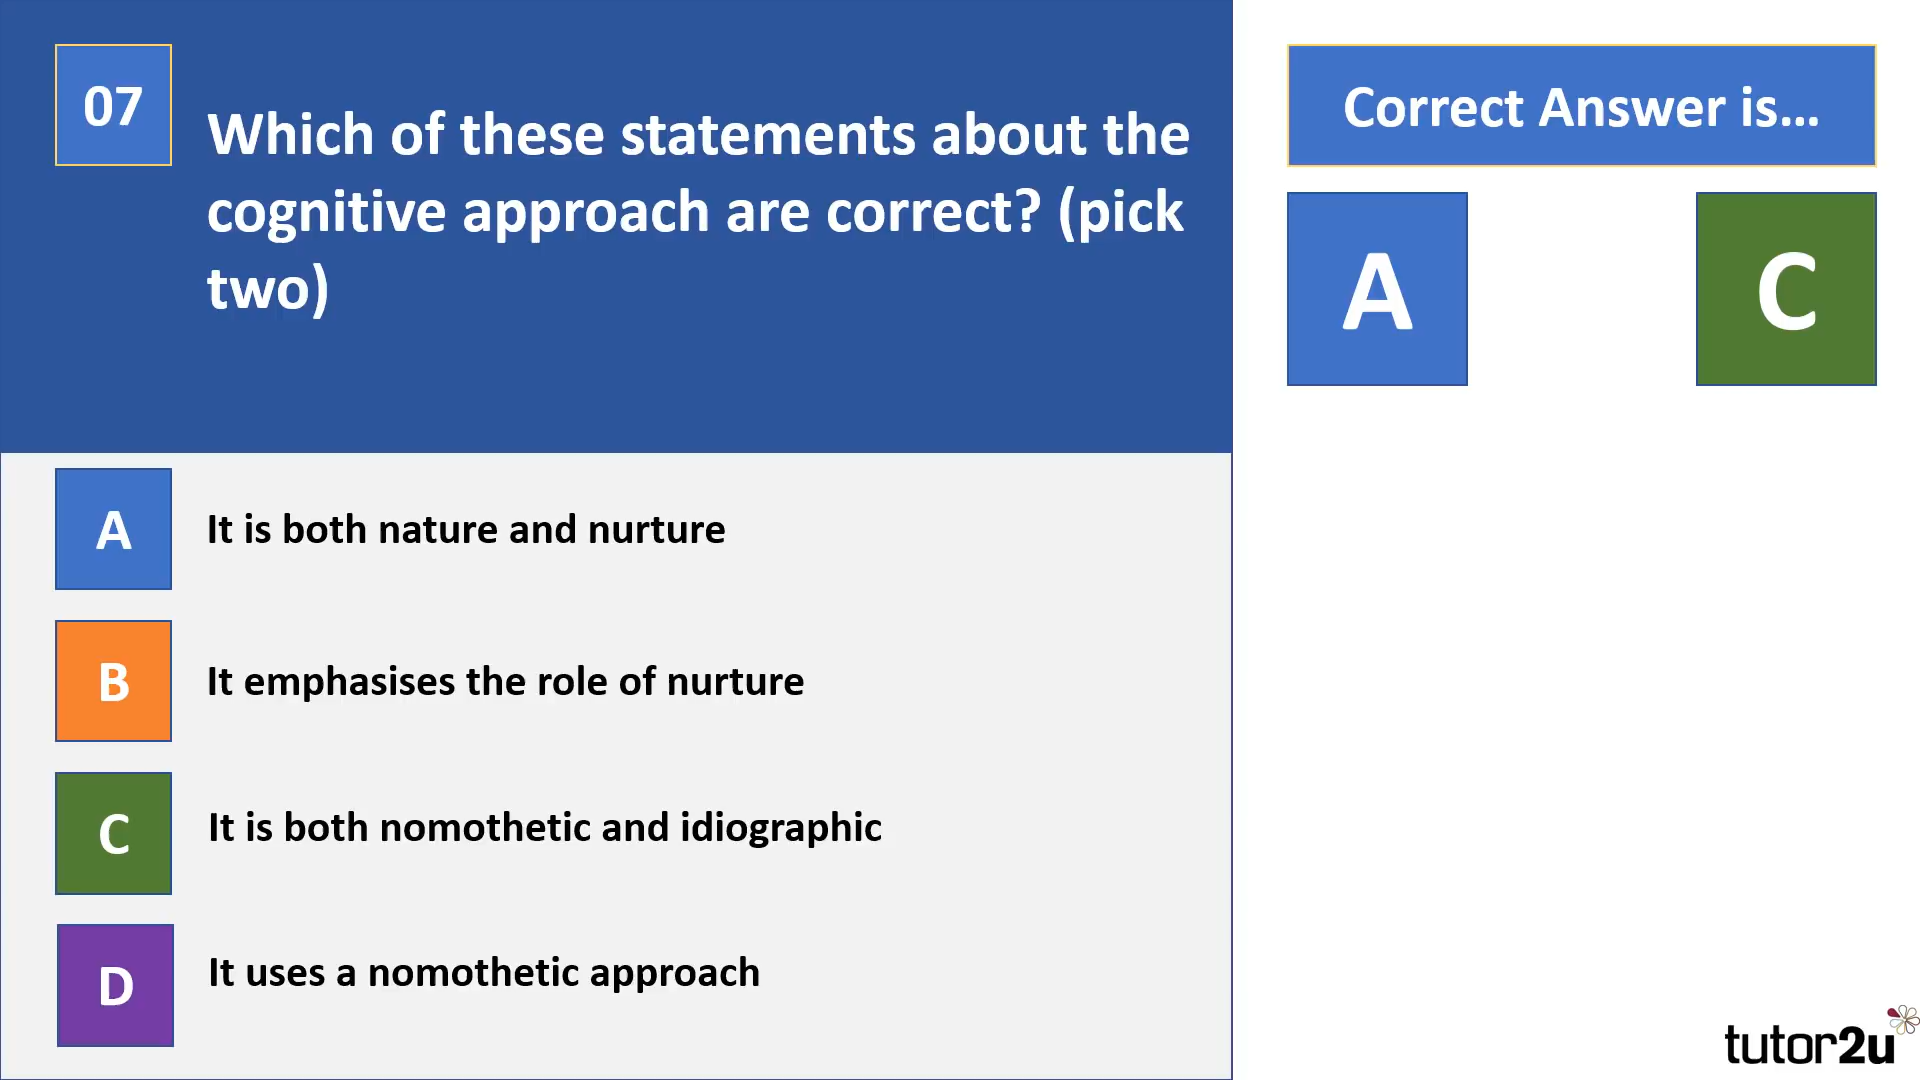 07
Which of these statements about the
cognitive approach are correct? (pick
two)
A
It is both nature and nurture
B
It emphasises the role of nurture
C
It is both nomothetic and idiographic
D
It uses a nomothetic approach
Correct Answer is...
A
C
tutor2u